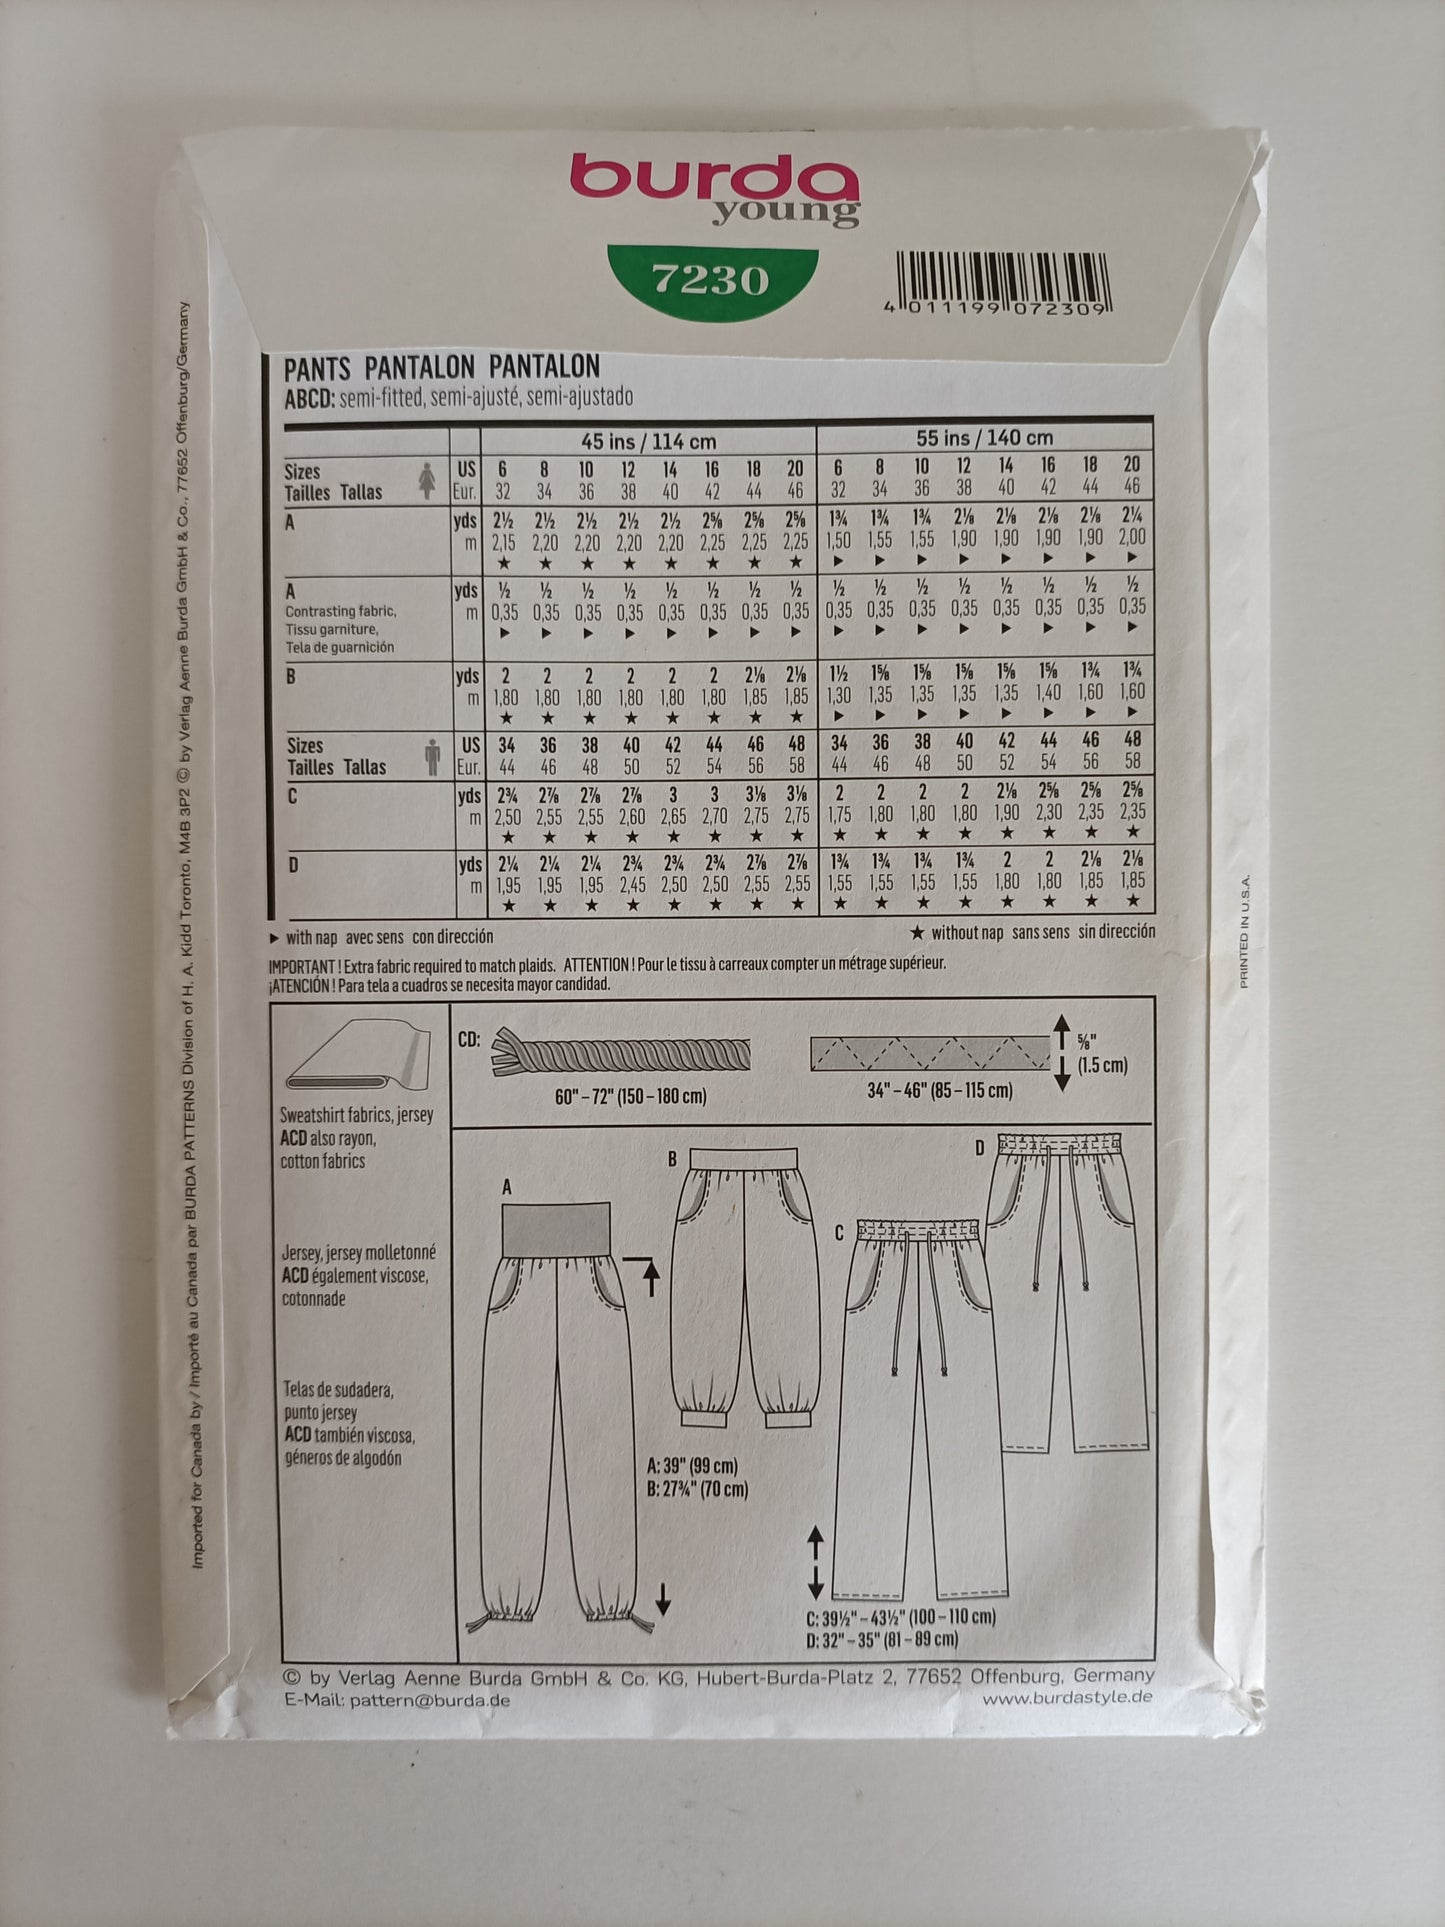 burda
young
7230
4 011199 072309
PANTS PANTALON PANTALON
ABCD: semi-fitted, semi-ajusté, semi-ajustado
45 ins / 114 cm 55 ins / 140 cm
Sizes US 6 8 10 12 14 16 18 20 6 8 10 12 14 16 18 20
Tailles Tallas Eur. 32 34 36 38 40 42 44 46 32 34 36 38 40 42 44 46
A yds 2½ 2½ 2½ 2½ 2½ 2⅝ 2⅝ 2⅝ 1¾ 1¾ 1¾ 2⅛ 2⅛ 2⅛ 2⅛ 2¼
m 2,15 2,20 2,20 2,20 2,20 2,25 2,25 2,25 1,50 1,55 1,55 1,90 1,90 1,90 1,90 2,00
★ ★ ★ ★ ★ ★ ★ ★ ▶ ▶ ▶ ▶ ▶ ▶ ▶ ▶
A yds ½ ½ ½ ½ ½ ½ ½ ½ ½ ½ ½ ½ ½ ½ ½ ½
Contrasting fabric, m 0,35 0,35 0,35 0,35 0,35 0,35 0,35 0,35 0,35 0,35 0,35 0,35 0,35 0,35 0,35 0,35
Tissu garniture, ▶ ▶ ▶ ▶ ▶ ▶ ▶ ▶ ▶ ▶ ▶ ▶ ▶ ▶ ▶ ▶
Tela de guarnición
B yds 2 2 2 2 2 2 2⅛ 2⅛ 1½ 1⅝ 1⅝ 1⅝ 1⅝ 1⅝ 1¾ 1¾
m 1,80 1,80 1,80 1,80 1,80 1,80 1,85 1,85 1,30 1,35 1,35 1,35 1,35 1,40 1,60 1,60
★ ★ ★ ★ ★ ★ ★ ★ ▶ ▶ ▶ ▶ ▶ ▶ ▶ ▶
Sizes US 34 36 38 40 42 44 46 48 34 36 38 40 42 44 46 48
Tailles Tallas Eur. 44 46 48 50 52 54 56 58 44 46 48 50 52 54 56 58
C yds 2¾ 2⅞ 2⅞ 2⅞ 3 3 3⅛ 3⅛ 2 2 2 2 2⅛ 2⅝ 2⅝ 2⅝
m 2,50 2,55 2,55 2,60 2,65 2,70 2,75 2,75 1,75 1,80 1,80 1,80 1,90 2,30 2,35 2,35
★ ★ ★ ★ ★ ★ ★ ★ ★ ★ ★ ★ ★ ★ ★ ★
D yds 2¼ 2¼ 2¼ 2¾ 2¾ 2¾ 2⅞ 2⅞ 1¾ 1¾ 1¾ 1¾ 2 2 2⅛ 2⅛
m 1,95 1,95 1,95 2,45 2,50 2,50 2,55 2,55 1,55 1,55 1,55 1,55 1,80 1,80 1,85 1,85
★ ★ ★ ★ ★ ★ ★ ★ ★ ★ ★ ★ ★ ★ ★ ★
▶ with nap avec sens con dirección ★ without nap sans sens sin dirección
IMPORTANT ! Extra fabric required to match plaids. ATTENTION ! Pour le tissu à carreaux compter un métrage supérieur.
¡ATENCIÓN ! Para tela a cuadros se necesita mayor candidad.
CD:
60" – 72" (150 – 180 cm)
34" – 46" (85 – 115 cm)
⅝"
(1.5 cm)
Sweatshirt fabrics, jersey
ACD also rayon,
cotton fabrics
Jersey, jersey molletonné
ACD également viscose,
cotonnade
Telas de sudadera,
punto jersey
ACD también viscosa,
géneros de algodón
A
B
C
D
A: 39" (99 cm)
B: 27¾" (70 cm)
C: 39½" – 43½" (100 – 110 cm)
D: 32" – 35" (81 – 89 cm)
© by Verlag Aenne Burda GmbH & Co. KG, Hubert-Burda-Platz 2, 77652 Offenburg, Germany
E-Mail: pattern@burda.de www.burdastyle.de
Imported for Canada by / Importé au Canada par BURDA PATTERNS Division of H. A. Kidd Toronto, M4B 3P2 © by Verlag Aenne Burda GmbH & Co., 77652 Offenburg/Germany
PRINTED IN U.S.A.